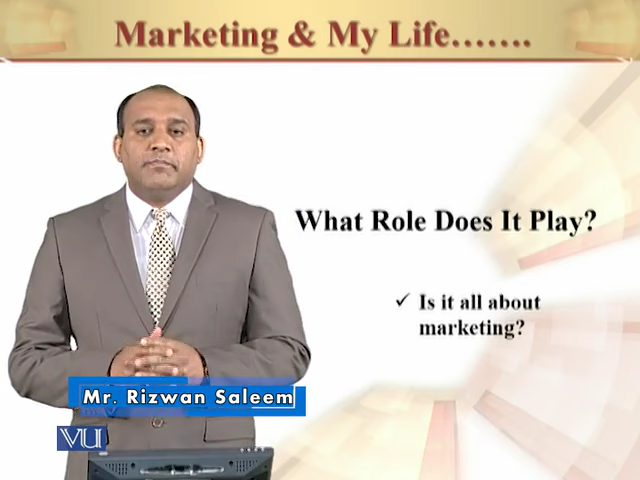 Marketing & My Life.......
What Role Does It Play?
✓ Is it all about
marketing?
Mr. Rizwan Saleem
VU